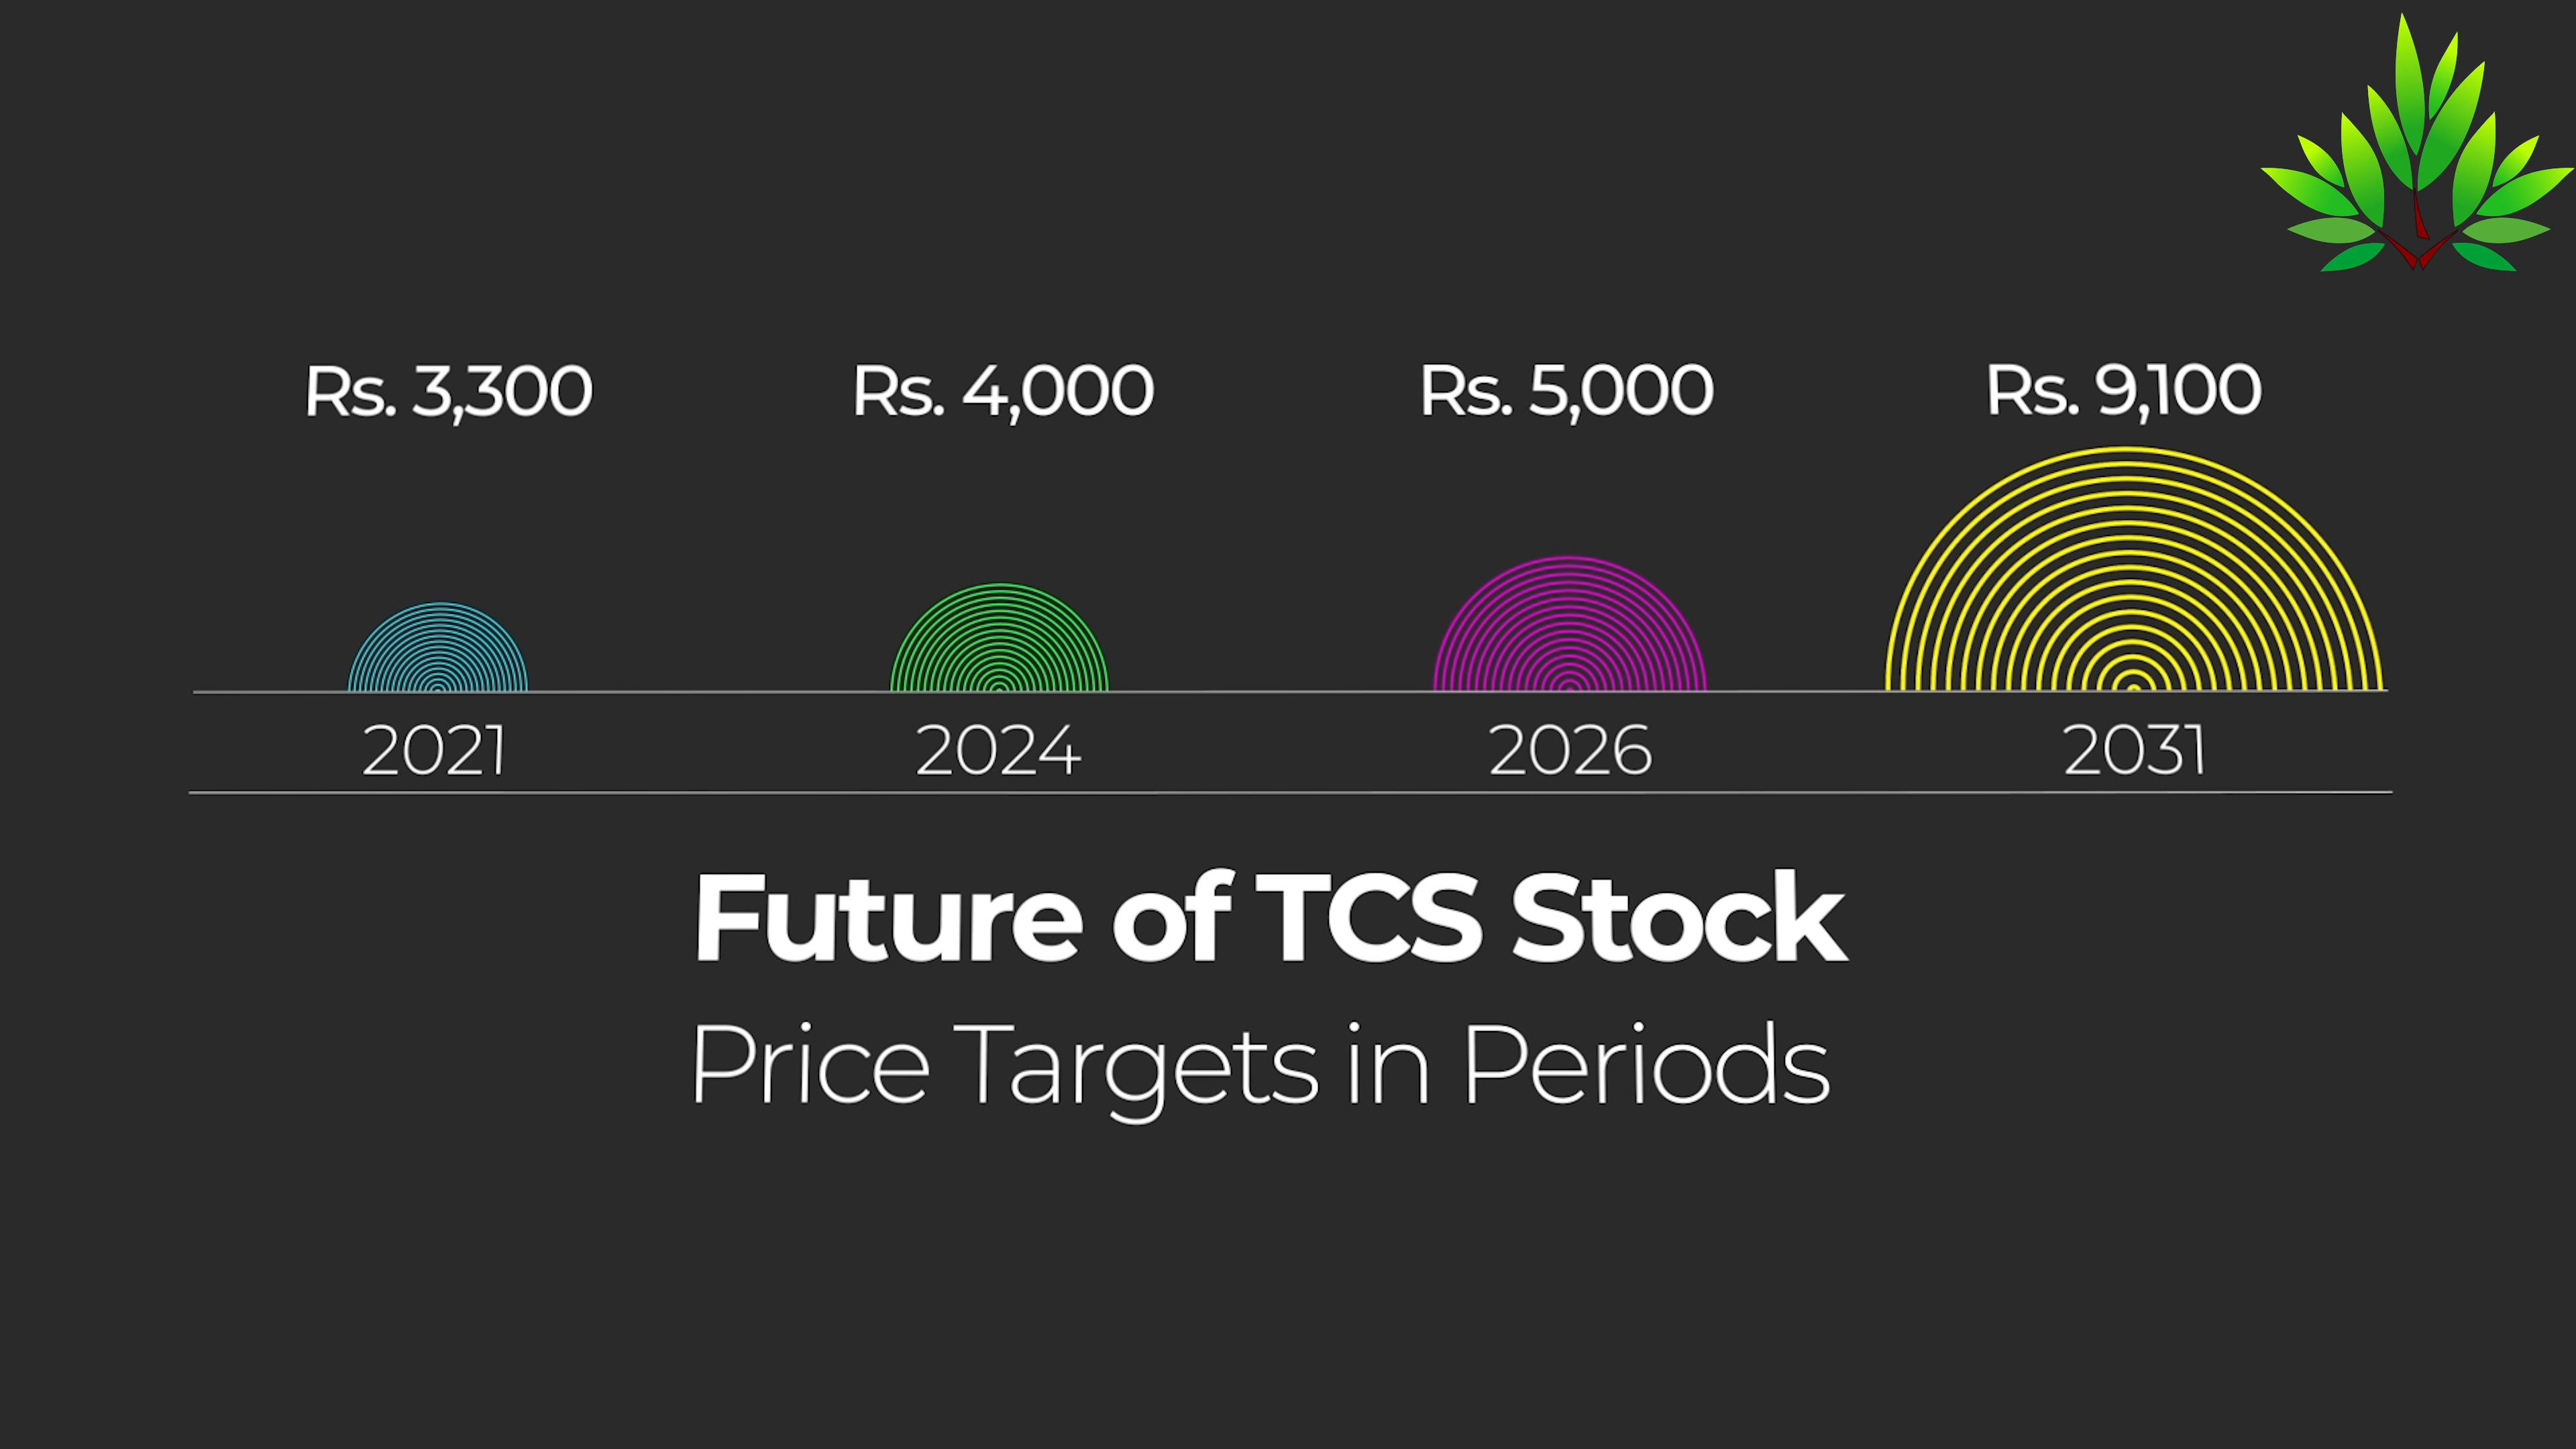 Rs. 3,300 Rs. 4,000 Rs. 5,000 Rs. 9,100
2021 2024 2026 2031
Future of TCS Stock
Price Targets in Periods